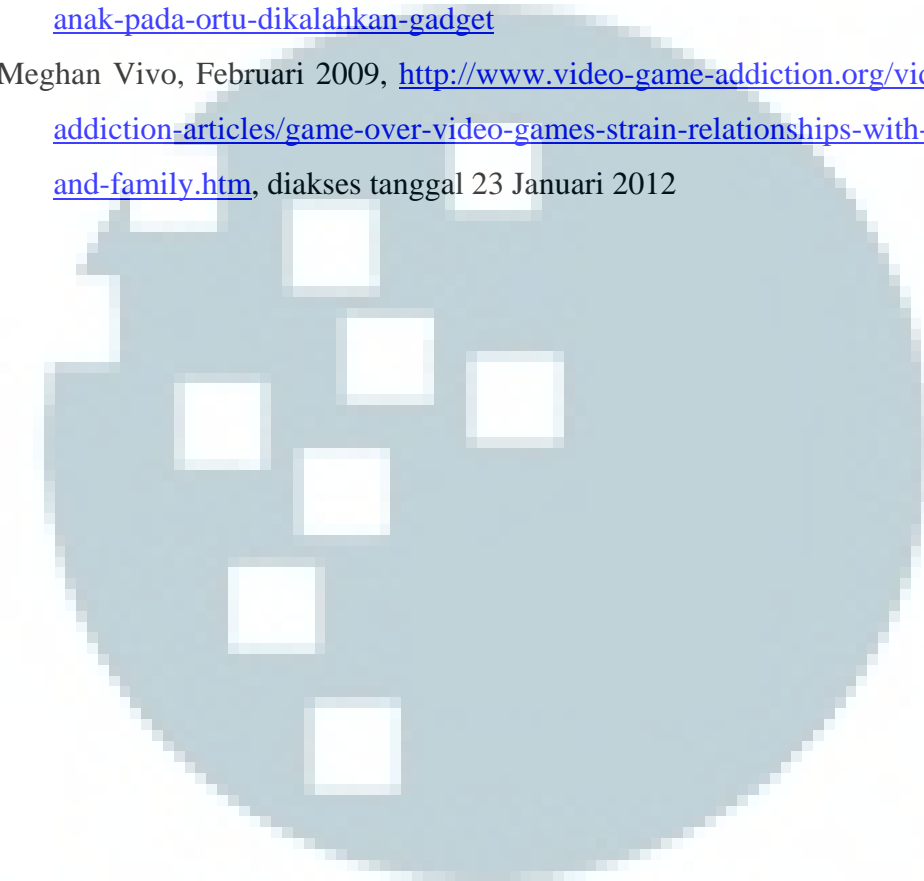 anak-pada-ortu-dikalahkan-gadget
Meghan Vivo, Februari 2009, http://www.video-game-addiction.org/vid
addiction-articles/game-over-video-games-strain-relationships-with-
and-family.htm, diakses tanggal 23 Januari 2012